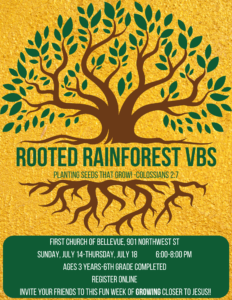 ROOTED RAINFOREST VBS
PLANTING SEEDS THAT GROW! -COLOSSIANS 2:7
FIRST CHURCH OF BELLEVUE, 901 NORTHWEST ST
SUNDAY, JULY 14-THURSDAY, JULY 18 6:00-8:00 PM
AGES 3 YEARS-6TH GRADE COMPLETED
REGISTER ONLINE
INVITE YOUR FRIENDS TO THIS FUN WEEK OF GROWING CLOSER TO JESUS!!